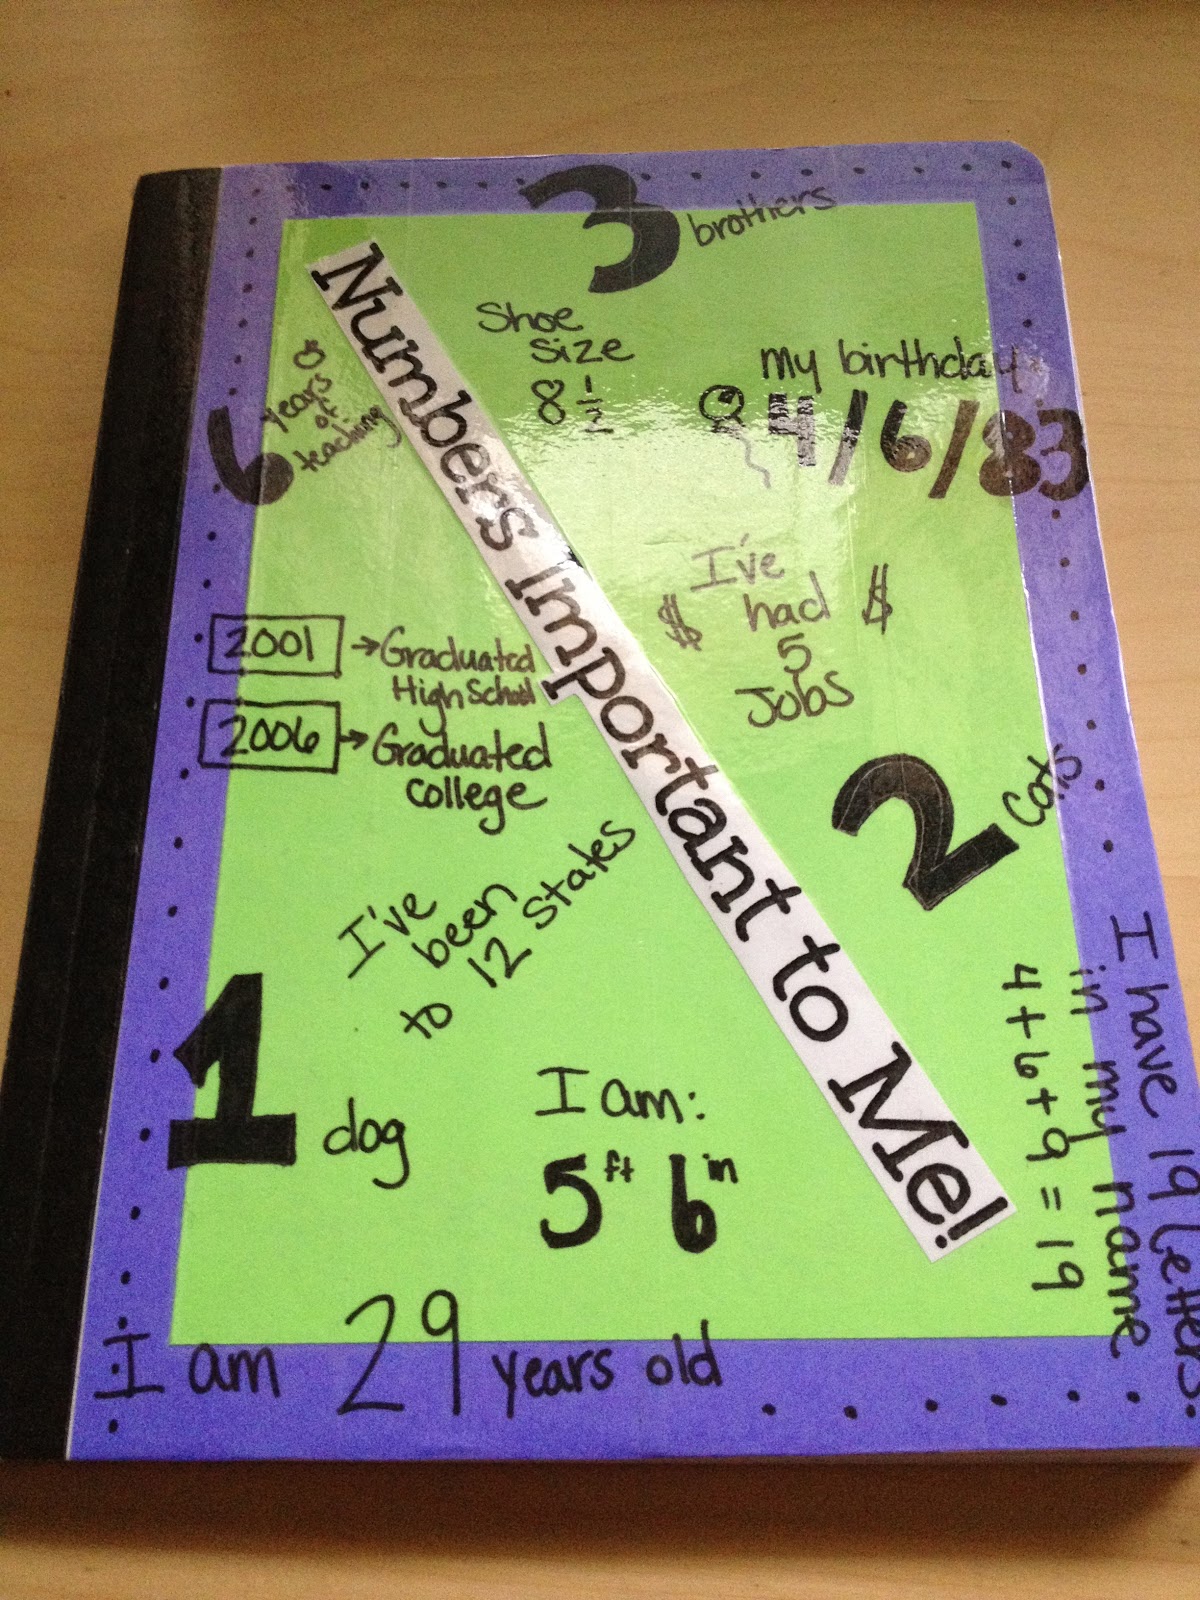 3 brothers
Numbers Important to Me!
Shoe
size
8 1/2
my birthday
4/6/83
6 years
of
teaching
I've
$ had $
5
Jobs
2001 → Graduated
High School
2006 → Graduated
college
2 cats
I've
been
to 12 states
I have 19 letters
in my name
4+6+9=19
1 dog
I am:
5 ft 6 in
I am 29 years old